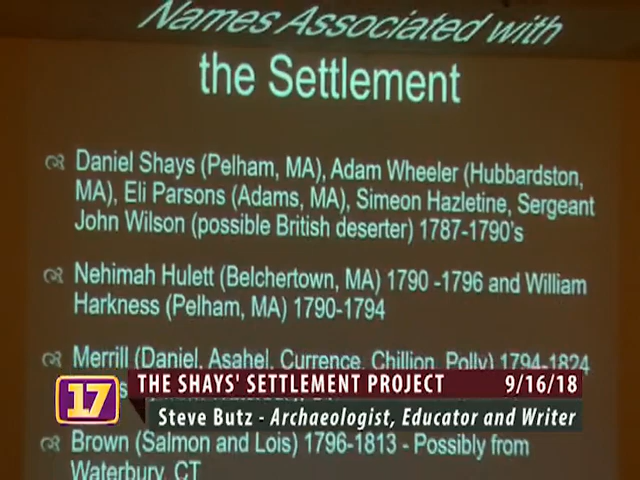 Names Associated with
the Settlement
Daniel Shays (Pelham, MA), Adam Wheeler (Hubbardston,
MA), Eli Parsons (Adams, MA), Simeon Hazletine, Sergeant
John Wilson (possible British deserter) 1787-1790's
Nehimah Hulett (Belchertown, MA) 1790 -1796 and William
Harkness (Pelham, MA) 1790-1794
Merrill (Daniel, Asahel, Currence, Chillion, Polly) 1794-1824
17
THE SHAYS' SETTLEMENT PROJECT 9/16/18
Steve Butz - Archaeologist, Educator and Writer
Brown (Salmon and Lois) 1796-1813 - Possibly from
Waterbury, CT